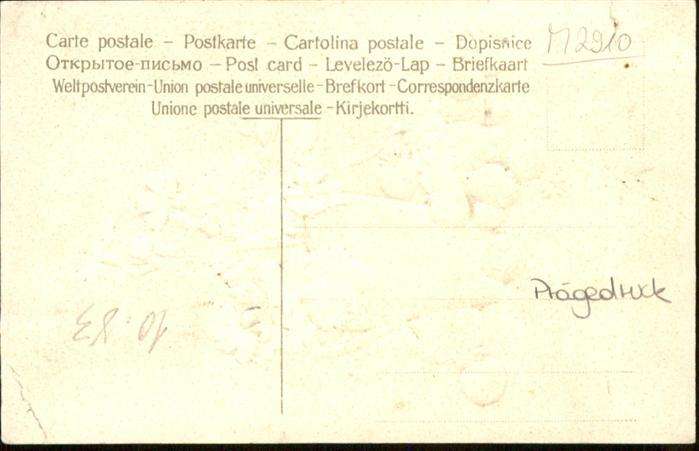 Carte postale – Postkarte – Cartolina postale – Dopisnice M2910
Открытое-письмо – Post card – Levelezö-Lap – Briefkaart
Weltpostverein-Union postale universelle-Brefkort-Correspondenzkarte
Unione postale universale-Kirjekortti.
Prägedruck
10.83